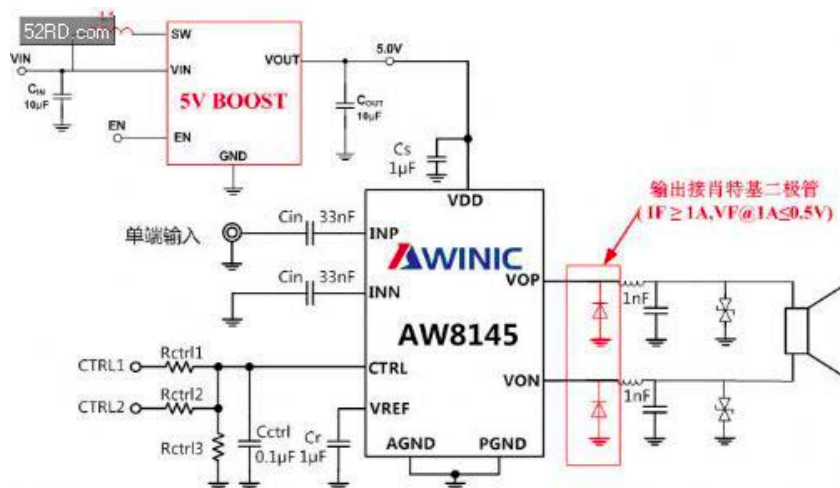 52RD.com
SW
VIN
VIN
CIN
10μF
5V BOOST
VOUT
5.0V
COUT
10μF
EN
EN
GND
Cs
1μF
VDD
输出接肖特基二极管
( IF ≥ 1A,VF@1A≤0.5V)
单端输入
Cin 33nF
INP
AWINIC
Cin 33nF
INN
VOP
1nF
AW8145
CTRL1
Rctrl1
CTRL
CTRL2
Rctrl2
VREF
VON
1nF
Rctrl3
Cctrl
0.1μF
Cr
1μF
AGND
PGND